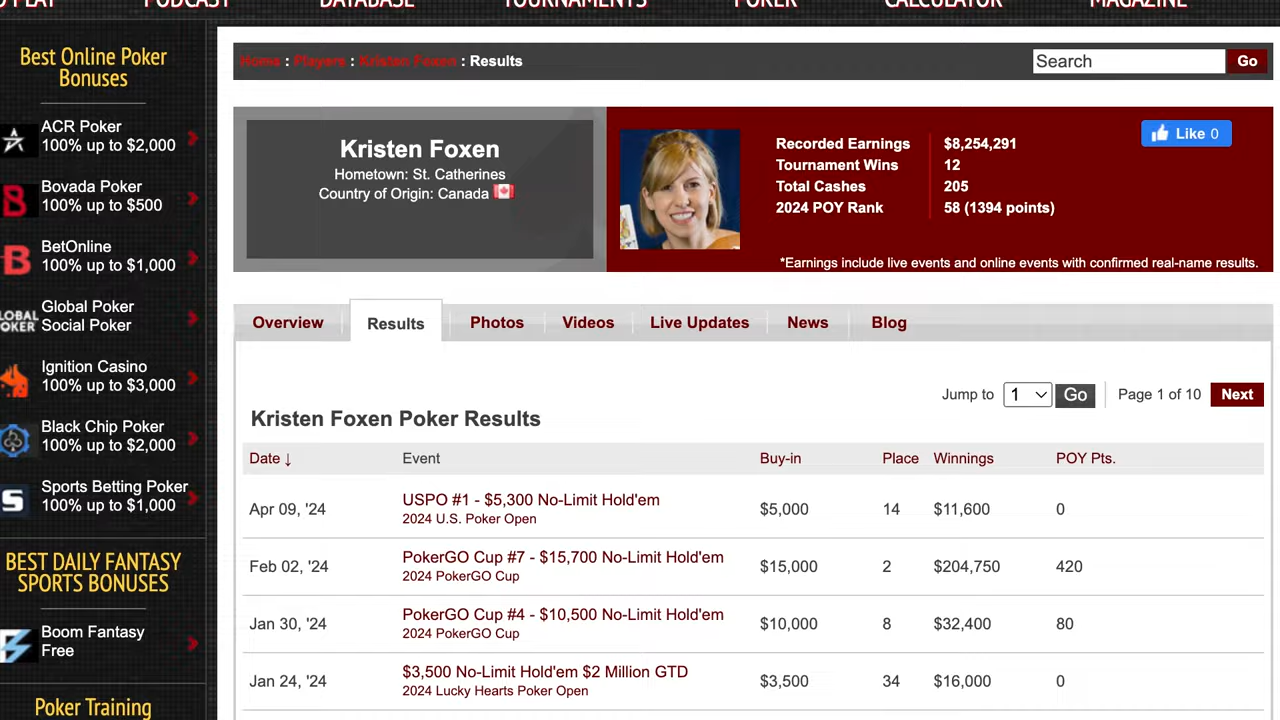 O PLAY PODCAST DATABASE TOURNAMENTS POKER CALCULATOR MAGAZINE
Best Online Poker
Bonuses
ACR Poker
100% up to $2,000
Bovada Poker
100% up to $500
BetOnline
100% up to $1,000
Global Poker
Social Poker
LOBAL
POKER
Ignition Casino
100% up to $3,000
Black Chip Poker
100% up to $2,000
Sports Betting Poker
100% up to $1,000
BEST DAILY FANTASY
SPORTS BONUSES
Boom Fantasy
Free
Poker Training
Home : Players : Kristen Foxen : Results
Search Go
Kristen Foxen
Hometown: St. Catherines
Country of Origin: Canada
Recorded Earnings $8,254,291
Tournament Wins 12
Total Cashes 205
2024 POY Rank 58 (1394 points)
Like 0
*Earnings include live events and online events with confirmed real-name results.
Overview Results Photos Videos Live Updates News Blog
Jump to 1 Go Page 1 of 10 Next
Kristen Foxen Poker Results
Date ↓ Event Buy-in Place Winnings POY Pts.
Apr 09, '24 USPO #1 - $5,300 No-Limit Hold'em $5,000 14 $11,600 0
2024 U.S. Poker Open
Feb 02, '24 PokerGO Cup #7 - $15,700 No-Limit Hold'em $15,000 2 $204,750 420
2024 PokerGO Cup
Jan 30, '24 PokerGO Cup #4 - $10,500 No-Limit Hold'em $10,000 8 $32,400 80
2024 PokerGO Cup
Jan 24, '24 $3,500 No-Limit Hold'em $2 Million GTD $3,500 34 $16,000 0
2024 Lucky Hearts Poker Open